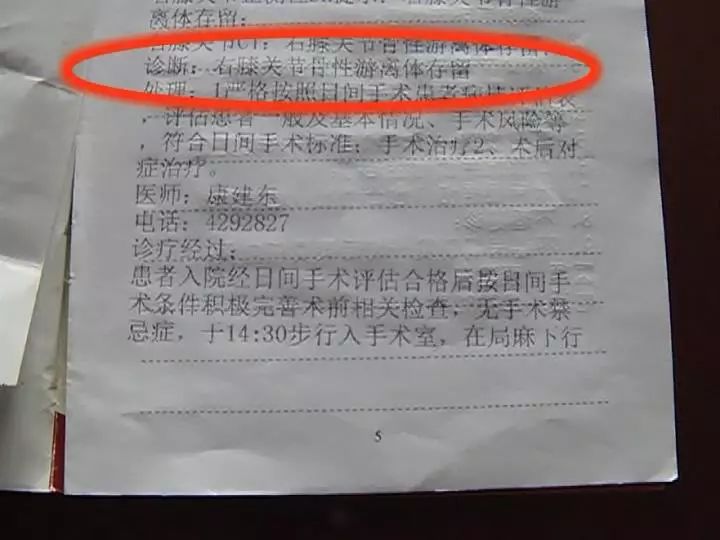 离体存留;
右膝关节CT: 右膝关节骨性游离体存留
诊断: 右膝关节骨性游离体存留
处理: 1严格按照日间手术患者
, 评估患者一般及基本情况、手术风险等
, 符合日间手术标准; 手术治疗2、术后对
症治疗。
医师: 康建东
电话: 4292827
诊疗经过:
患者入院经日间手术评估合格后按日间手
术条件积极完善术前相关检查, 无手术禁
忌症, 于14:30步行入手术室, 在局麻下行
5